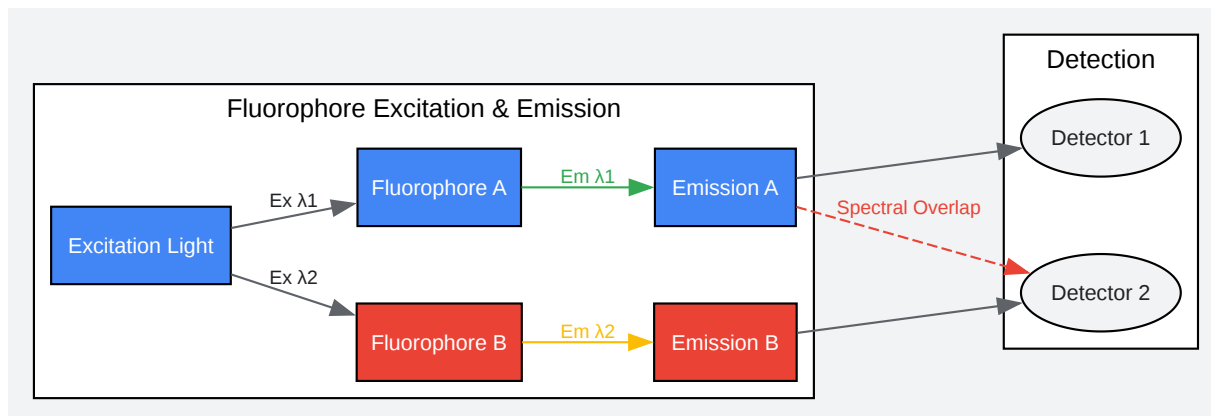 Detection
Fluorophore Excitation & Emission
Detector 1
Fluorophore A
Em λ1
Emission A
Ex λ1
Spectral Overlap
Excitation Light
Ex λ2
Detector 2
Fluorophore B
Em λ2
Emission B